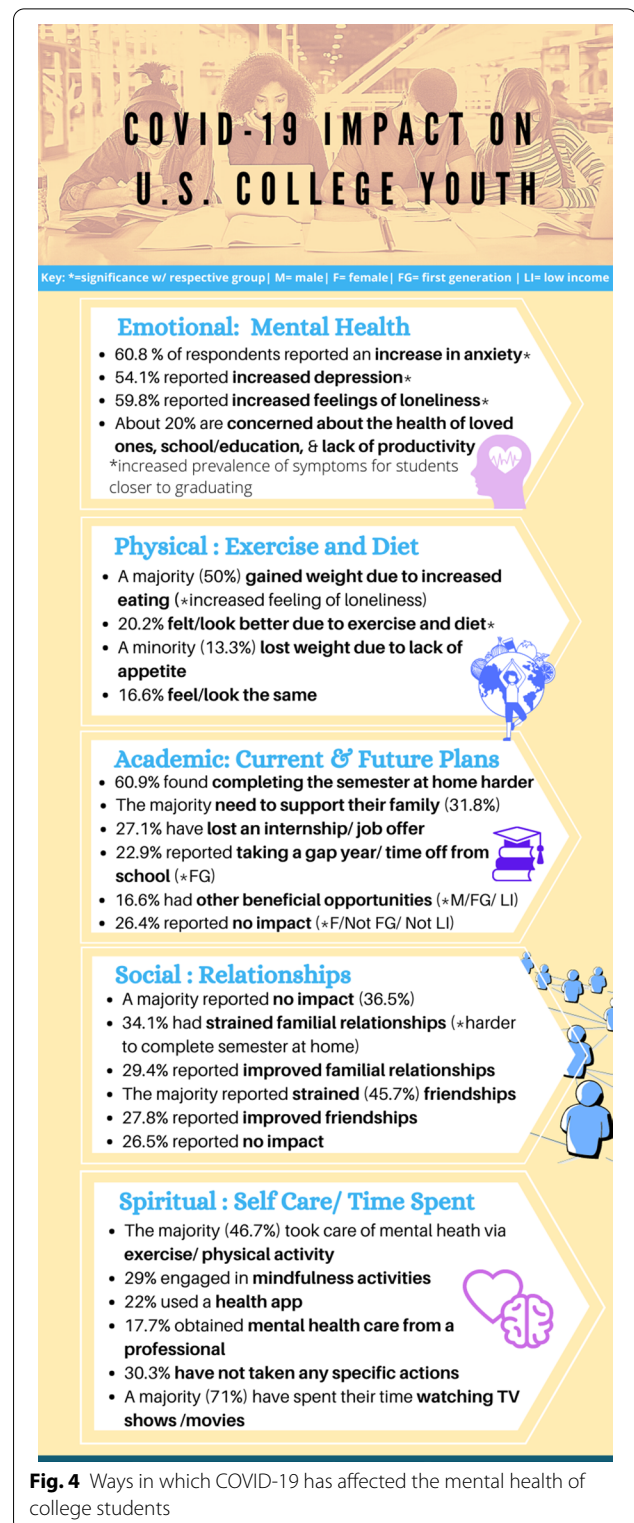 COVID-19 IMPACT ON
U.S. COLLEGE YOUTH
Key: *=significance w/ respective group| M= male| F= female| FG= first generation | LI= low income
Emotional: Mental Health
• 60.8 % of respondents reported an increase in anxiety*
• 54.1% reported increased depression*
• 59.8% reported increased feelings of loneliness*
• About 20% are concerned about the health of loved
ones, school/education, & lack of productivity
*increased prevalence of symptoms for students
closer to graduating
Physical : Exercise and Diet
• A majority (50%) gained weight due to increased
eating (*increased feeling of loneliness)
• 20.2% felt/look better due to exercise and diet*
• A minority (13.3%) lost weight due to lack of
appetite
• 16.6% feel/look the same
Academic: Current & Future Plans
• 60.9% found completing the semester at home harder
• The majority need to support their family (31.8%)
• 27.1% have lost an internship/ job offer
• 22.9% reported taking a gap year/ time off from
school (*FG)
• 16.6% had other beneficial opportunities (*M/FG/ LI)
• 26.4% reported no impact (*F/Not FG/ Not LI)
Social : Relationships
• A majority reported no impact (36.5%)
• 34.1% had strained familial relationships (*harder
to complete semester at home)
• 29.4% reported improved familial relationships
• The majority reported strained (45.7%) friendships
• 27.8% reported improved friendships
• 26.5% reported no impact
Spiritual : Self Care/ Time Spent
• The majority (46.7%) took care of mental heath via
exercise/ physical activity
• 29% engaged in mindfulness activities
• 22% used a health app
• 17.7% obtained mental health care from a
professional
• 30.3% have not taken any specific actions
• A majority (71%) have spent their time watching TV
shows /movies
Fig. 4 Ways in which COVID-19 has affected the mental health of
college students